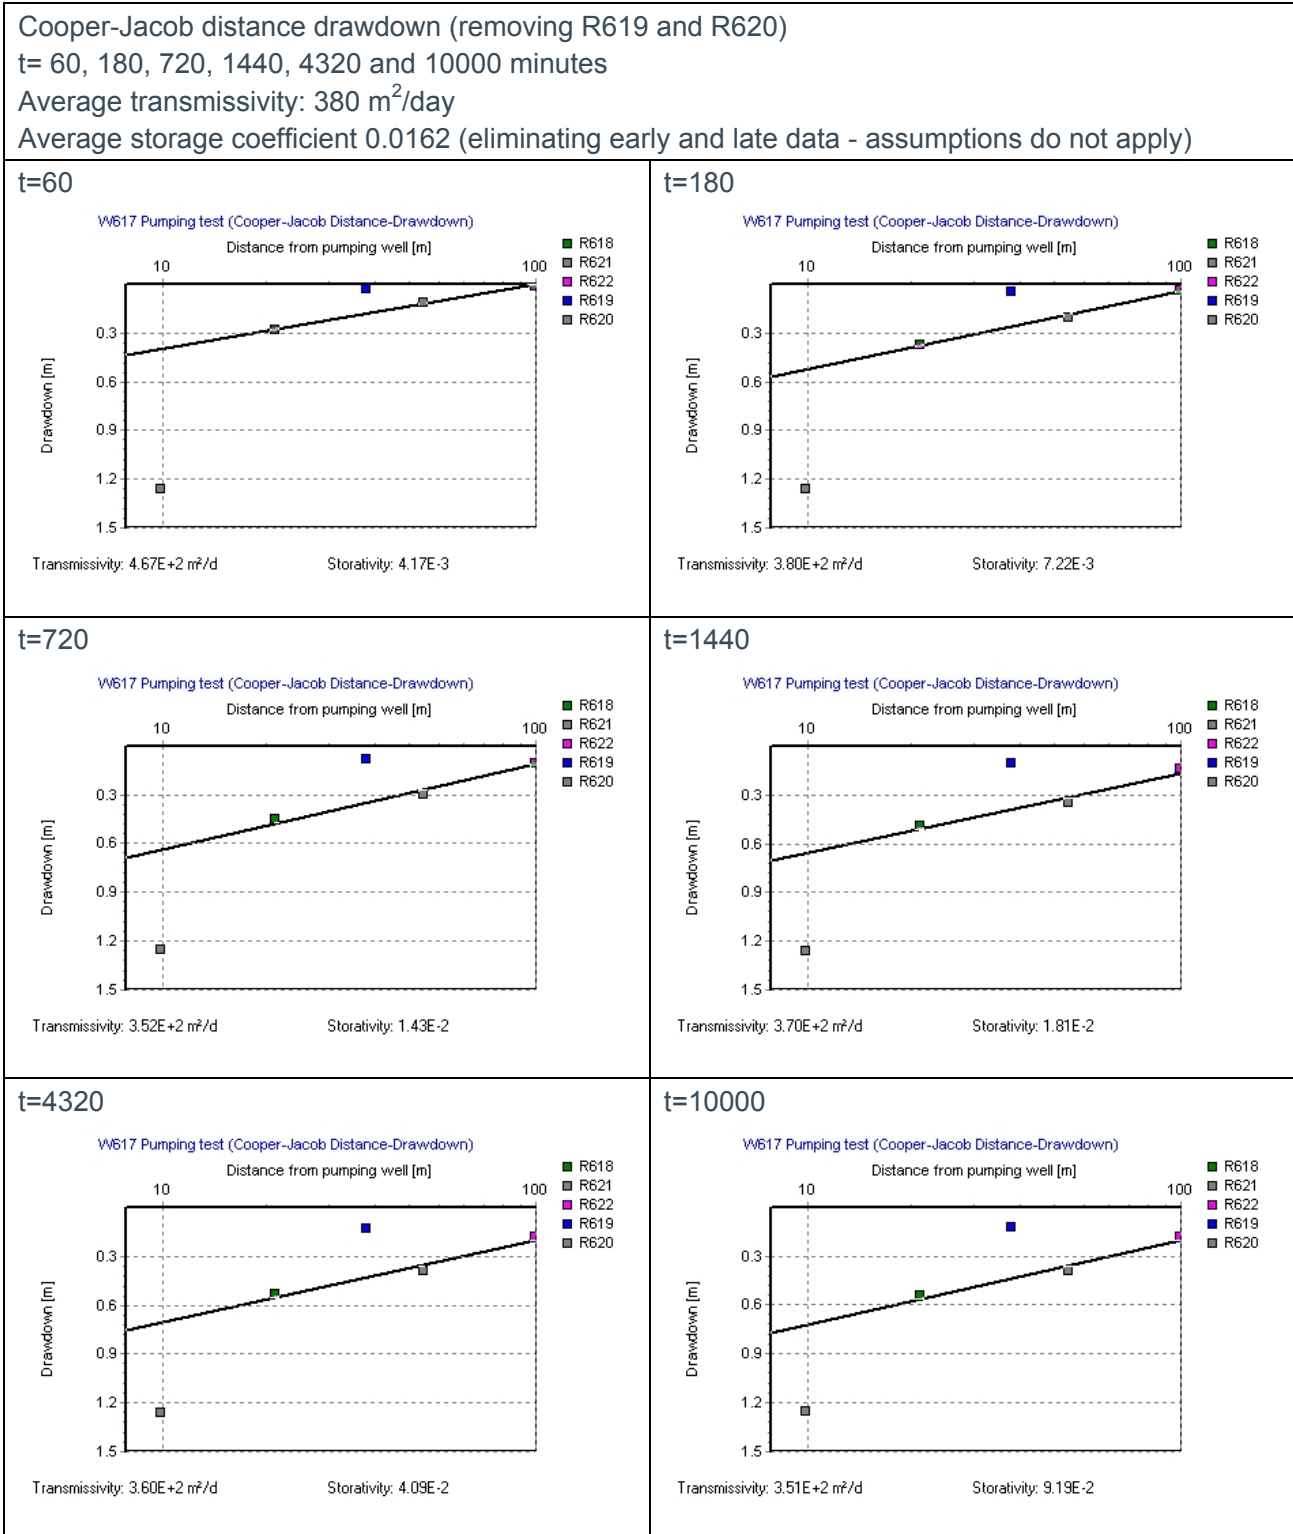 Cooper-Jacob distance drawdown (removing R619 and R620)
t= 60, 180, 720, 1440, 4320 and 10000 minutes
Average transmissivity: 380 m²/day
Average storage coefficient 0.0162 (eliminating early and late data - assumptions do not apply)
t=60
W617 Pumping test (Cooper-Jacob Distance-Drawdown)
Distance from pumping well [m]
10 100
R618
R621
R622
R619
R620
0.3
0.6
0.9
1.2
1.5
Drawdown [m]
Transmissivity: 4.67E+2 m²/d Storativity: 4.17E-3
t=180
W617 Pumping test (Cooper-Jacob Distance-Drawdown)
Distance from pumping well [m]
10 100
R618
R621
R622
R619
R620
0.3
0.6
0.9
1.2
1.5
Drawdown [m]
Transmissivity: 3.80E+2 m²/d Storativity: 7.22E-3
t=720
W617 Pumping test (Cooper-Jacob Distance-Drawdown)
Distance from pumping well [m]
10 100
R618
R621
R622
R619
R620
0.3
0.6
0.9
1.2
1.5
Drawdown [m]
Transmissivity: 3.52E+2 m²/d Storativity: 1.43E-2
t=1440
W617 Pumping test (Cooper-Jacob Distance-Drawdown)
Distance from pumping well [m]
10 100
R618
R621
R622
R619
R620
0.3
0.6
0.9
1.2
1.5
Drawdown [m]
Transmissivity: 3.70E+2 m²/d Storativity: 1.81E-2
t=4320
W617 Pumping test (Cooper-Jacob Distance-Drawdown)
Distance from pumping well [m]
10 100
R618
R621
R622
R619
R620
0.3
0.6
0.9
1.2
1.5
Drawdown [m]
Transmissivity: 3.60E+2 m²/d Storativity: 4.09E-2
t=10000
W617 Pumping test (Cooper-Jacob Distance-Drawdown)
Distance from pumping well [m]
10 100
R618
R621
R622
R619
R620
0.3
0.6
0.9
1.2
1.5
Drawdown [m]
Transmissivity: 3.51E+2 m²/d Storativity: 9.19E-2